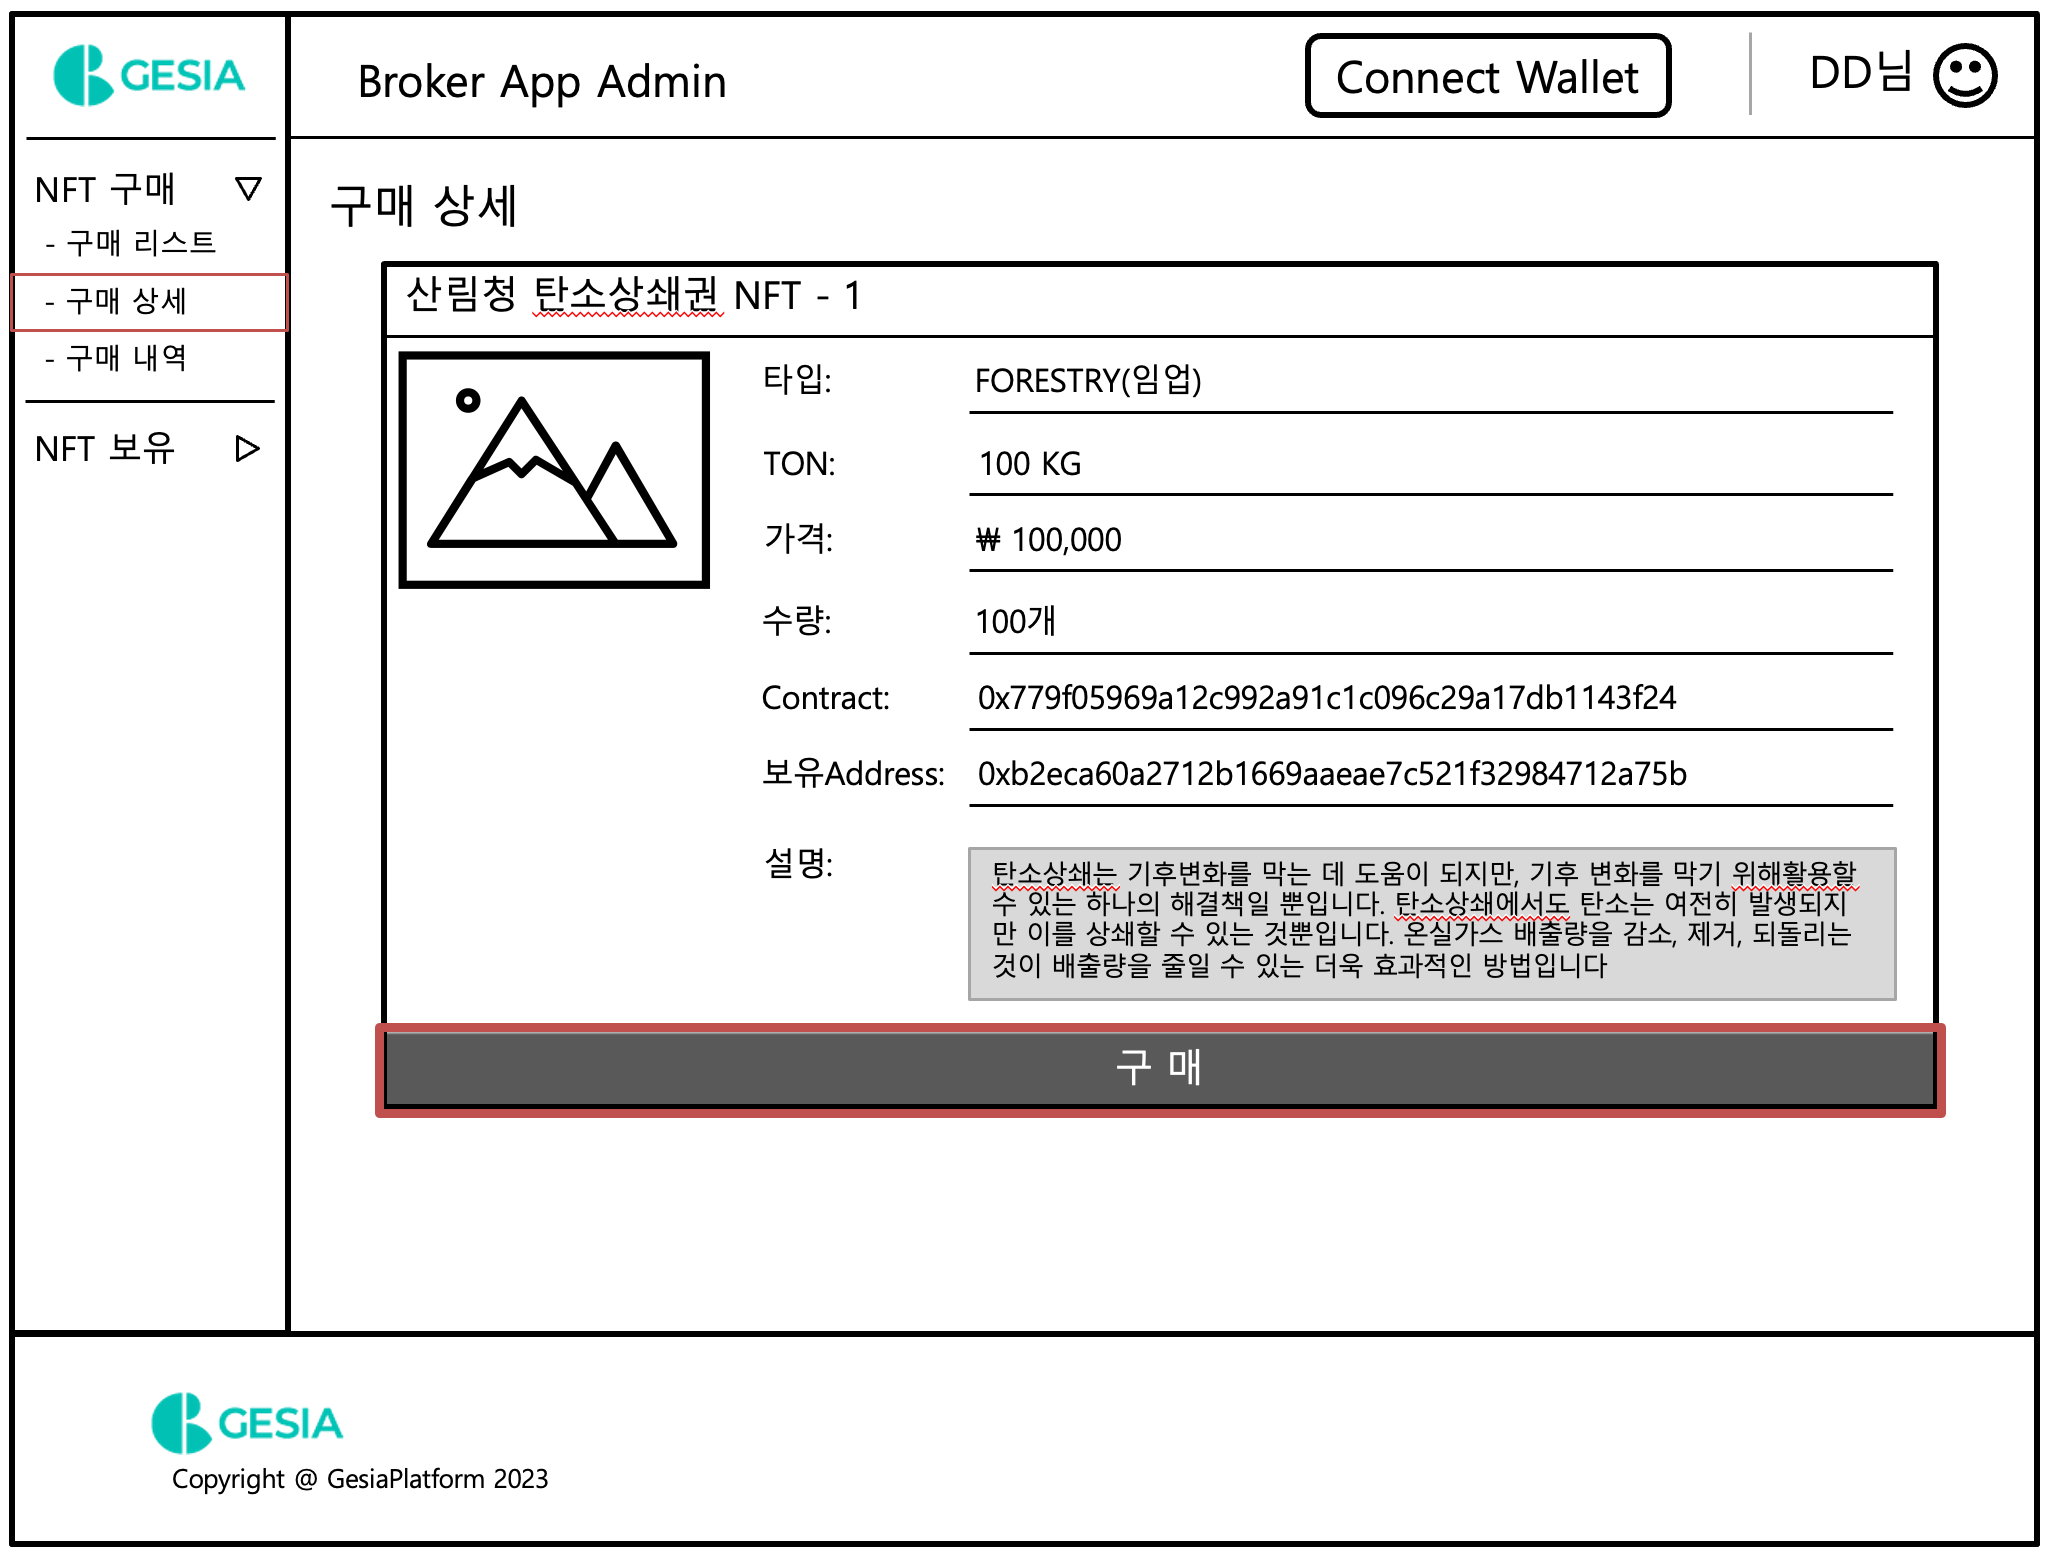 GESIA
Broker App Admin
Connect Wallet
DD님
NFT 구매
- 구매 리스트
- 구매 상세
- 구매 내역
NFT 보유
구매 상세
산림청 탄소상쇄권 NFT - 1
타입: FORESTRY(임업)
TON: 100 KG
가격: ₩ 100,000
수량: 100개
Contract: 0x779f05969a12c992a91c1c096c29a17db1143f24
보유Address: 0xb2eca60a2712b1669aaeae7c521f32984712a75b
설명:
탄소상쇄는 기후변화를 막는 데 도움이 되지만, 기후 변화를 막기 위해활용할
수 있는 하나의 해결책일 뿐입니다. 탄소상쇄에서도 탄소는 여전히 발생되지
만 이를 상쇄할 수 있는 것뿐입니다. 온실가스 배출량을 감소, 제거, 되돌리는
것이 배출량을 줄일 수 있는 더욱 효과적인 방법입니다
구 매
GESIA
Copyright @ GesiaPlatform 2023